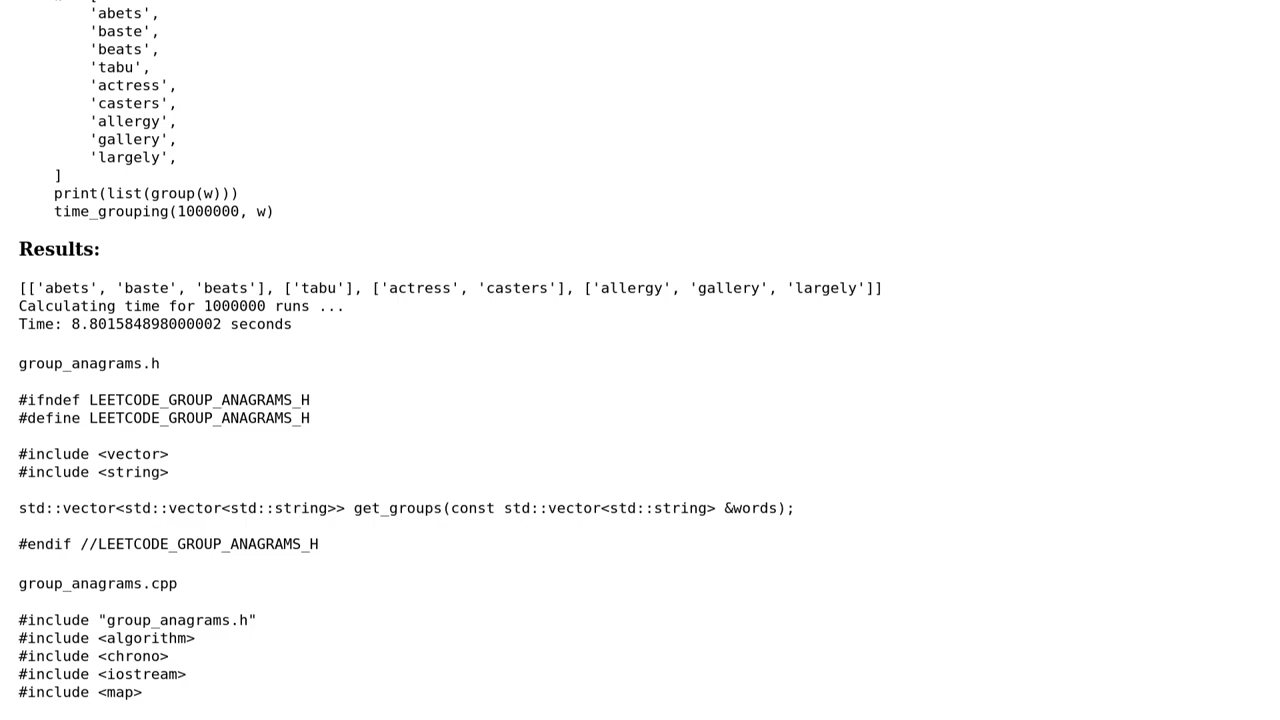 'abets',
'baste',
'beats',
'tabu',
'actress',
'casters',
'allergy',
'gallery',
'largely',
]
print(list(group(w)))
time_grouping(1000000, w)
Results:
[['abets', 'baste', 'beats'], ['tabu'], ['actress', 'casters'], ['allergy', 'gallery', 'largely']]
Calculating time for 1000000 runs ...
Time: 8.801584898000002 seconds
group_anagrams.h
#ifndef LEETCODE_GROUP_ANAGRAMS_H
#define LEETCODE_GROUP_ANAGRAMS_H
#include <vector>
#include <string>
std::vector<std::vector<std::string>> get_groups(const std::vector<std::string> &words);
#endif //LEETCODE_GROUP_ANAGRAMS_H
group_anagrams.cpp
#include "group_anagrams.h"
#include <algorithm>
#include <chrono>
#include <iostream>
#include <map>